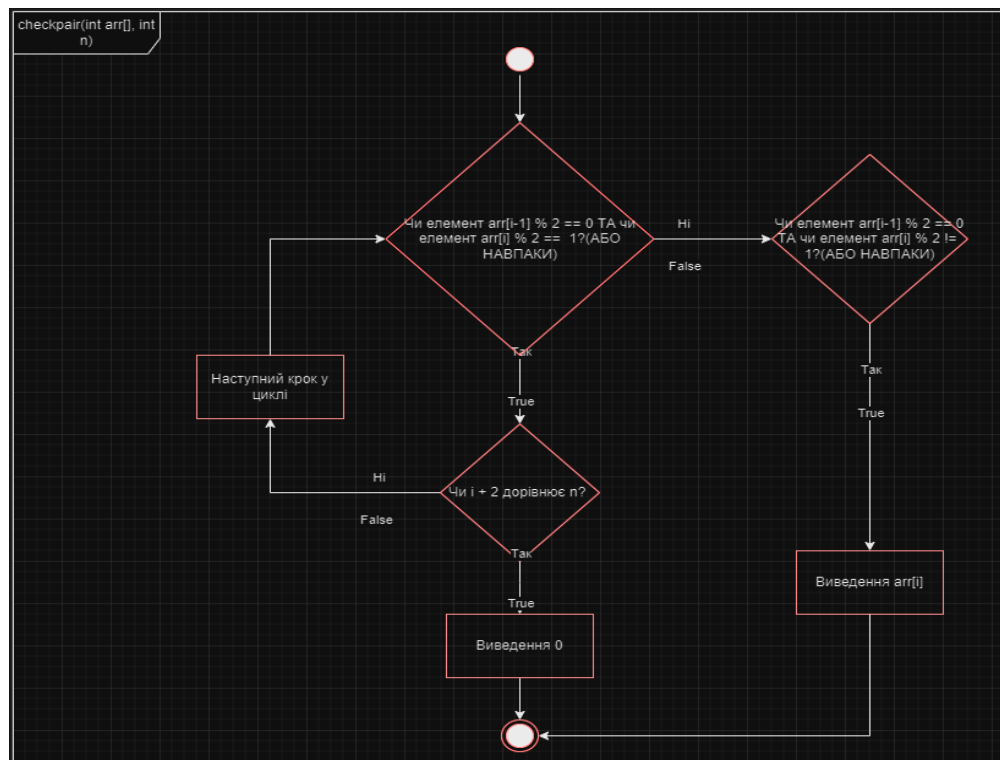 checkpair(int arr[], int
n)
Чи елемент arr[i-1] % 2 == 0 ТА чи
елемент arr[i] % 2 == 1?(АБО
НАВПАКИ)
Ні
False
Чи елемент arr[i-1] % 2 == 0
ТА чи елемент arr[i] % 2 !=
1?(АБО НАВПАКИ)
Так
True
Наступний крок у
циклі
Так
True
Ні
False
Чи i + 2 дорівнює n?
Так
True
Виведення arr[i]
Виведення 0